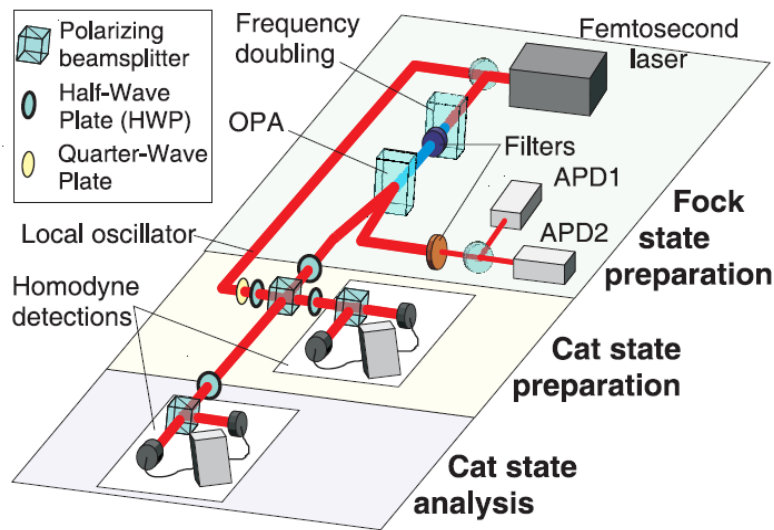 Polarizing
beamsplitter
Half-Wave
Plate (HWP)
Quarter-Wave
Plate
Frequency
doubling
Femtosecond
laser
OPA
Filters
APD1
APD2
Fock
state
preparation
Local oscillator
Homodyne
detections
Cat state
preparation
Cat state
analysis